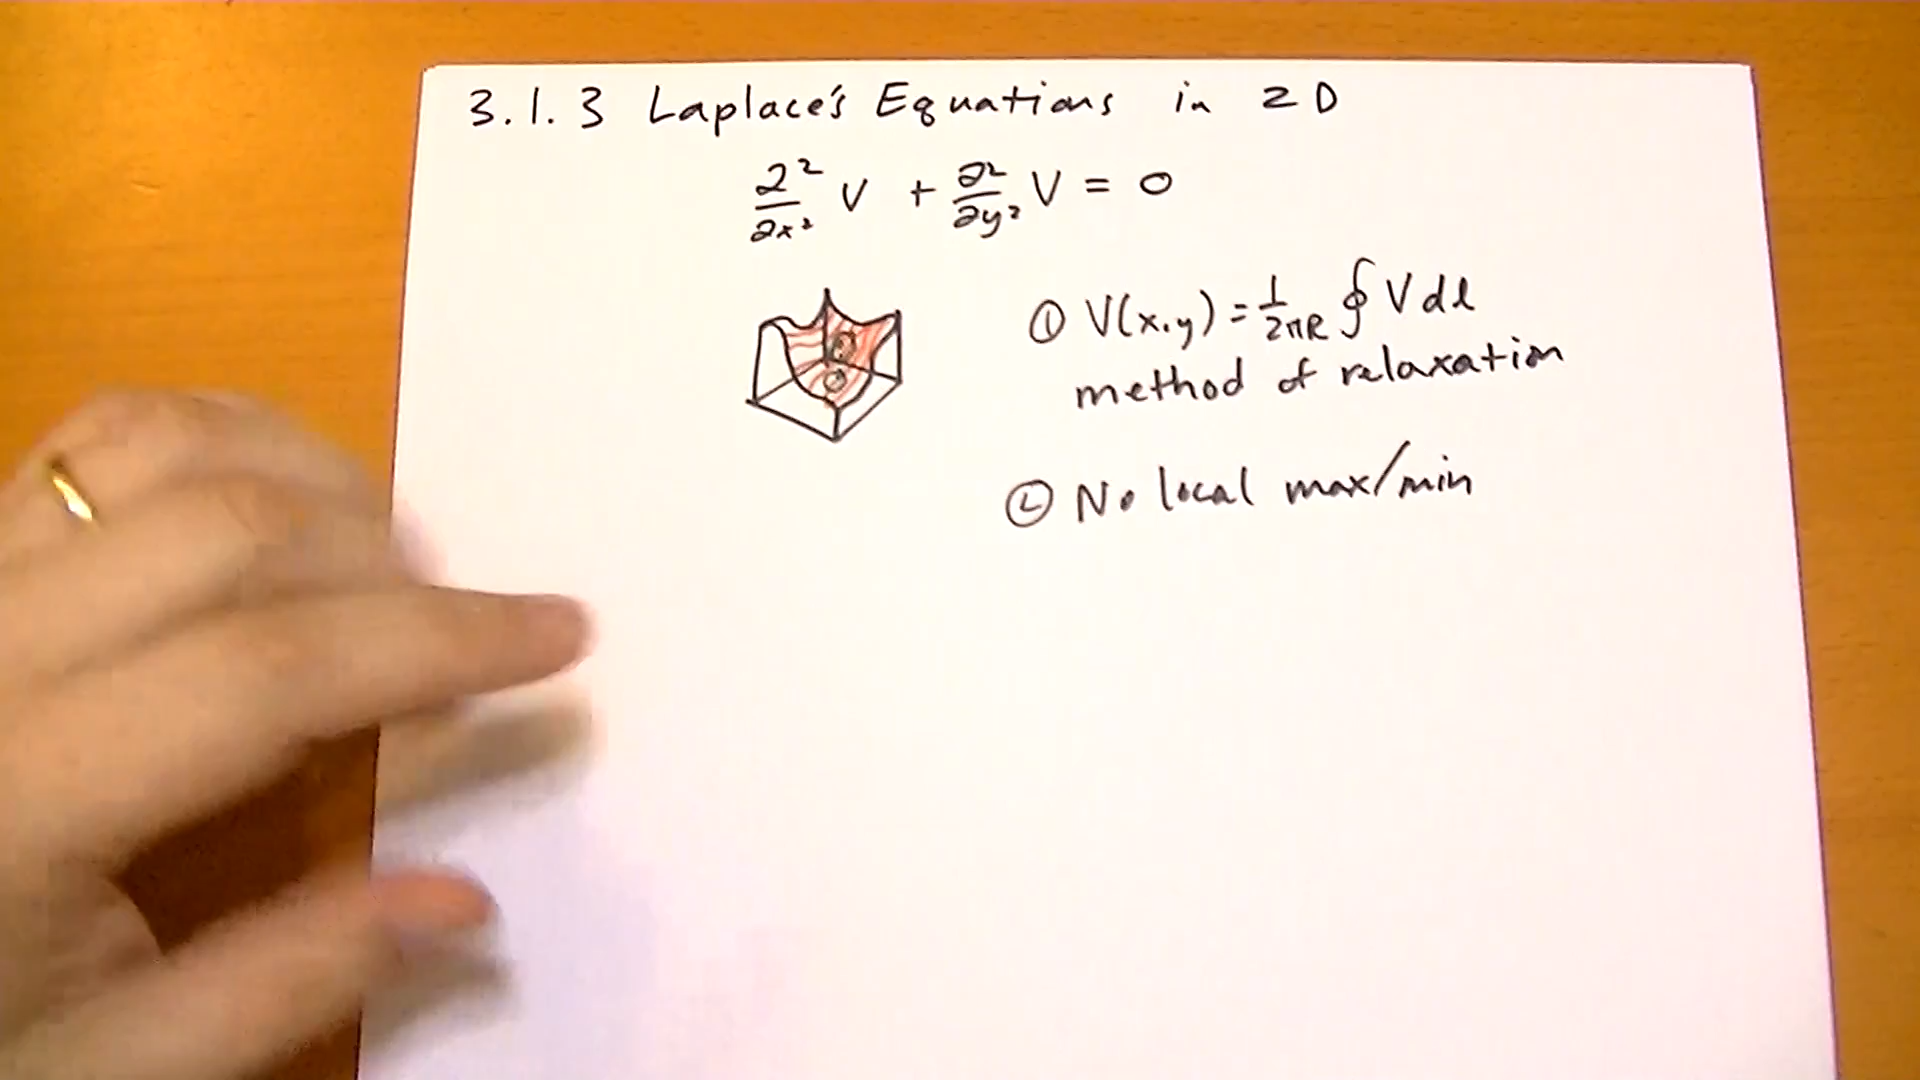 3.1.3 Laplace's Equations in 2D
∂²/∂x² V + ∂²/∂y² V = 0
① V(x,y) = 1/2πR ∮ V dl
method of relaxation
② No local max/min